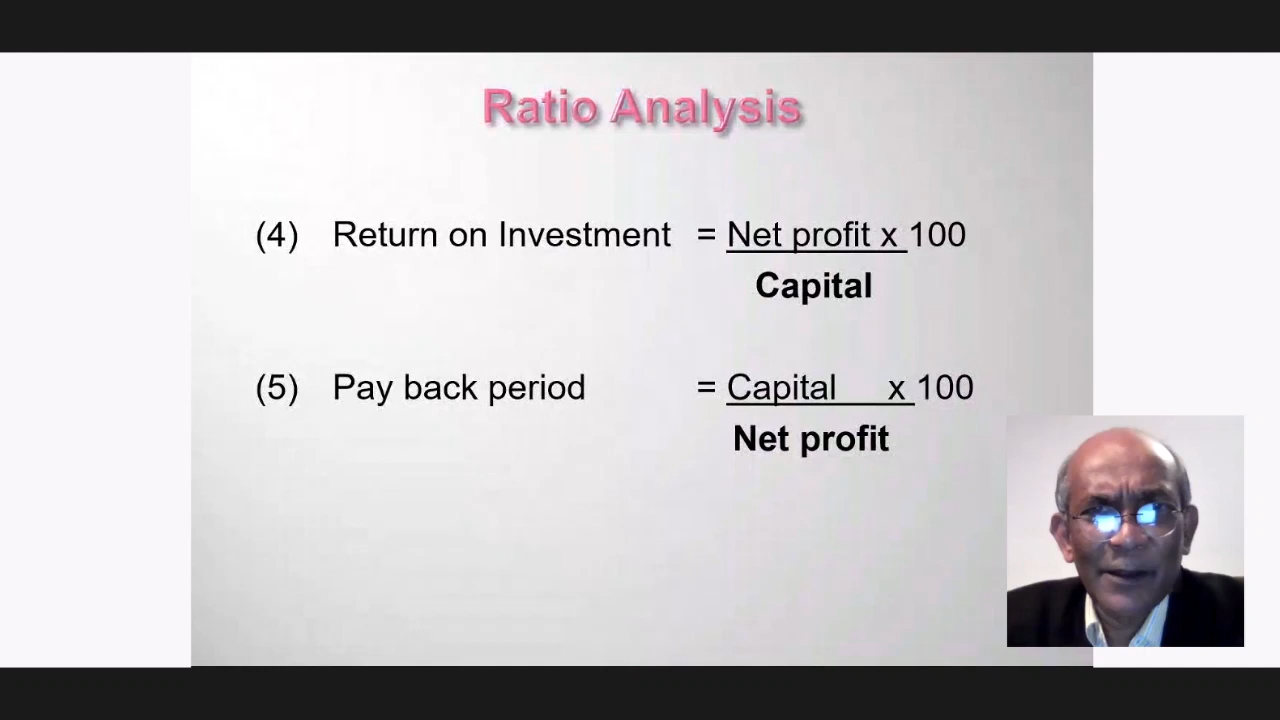 Ratio Analysis
(4) Return on Investment = Net profit x 100
Capital
(5) Pay back period = Capital x 100
Net profit